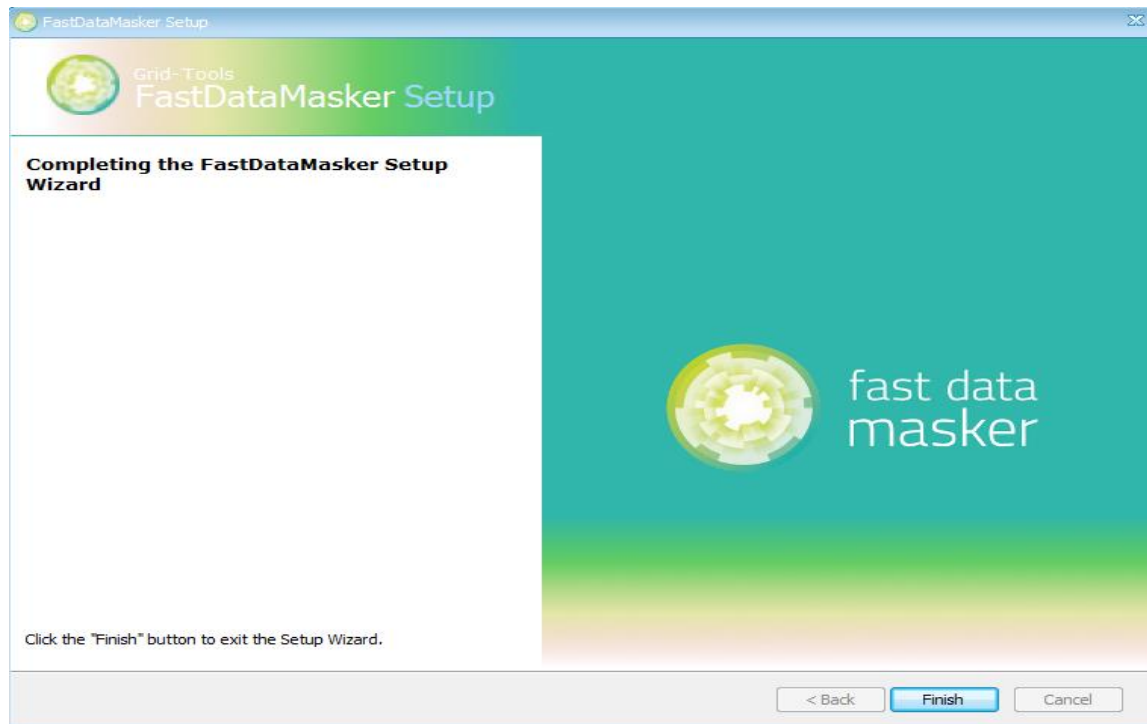 FastDataMasker Setup
Grid-Tools
FastDataMasker Setup
Completing the FastDataMasker Setup
Wizard
fast data
masker
Click the "Finish" button to exit the Setup Wizard.
< Back Finish Cancel